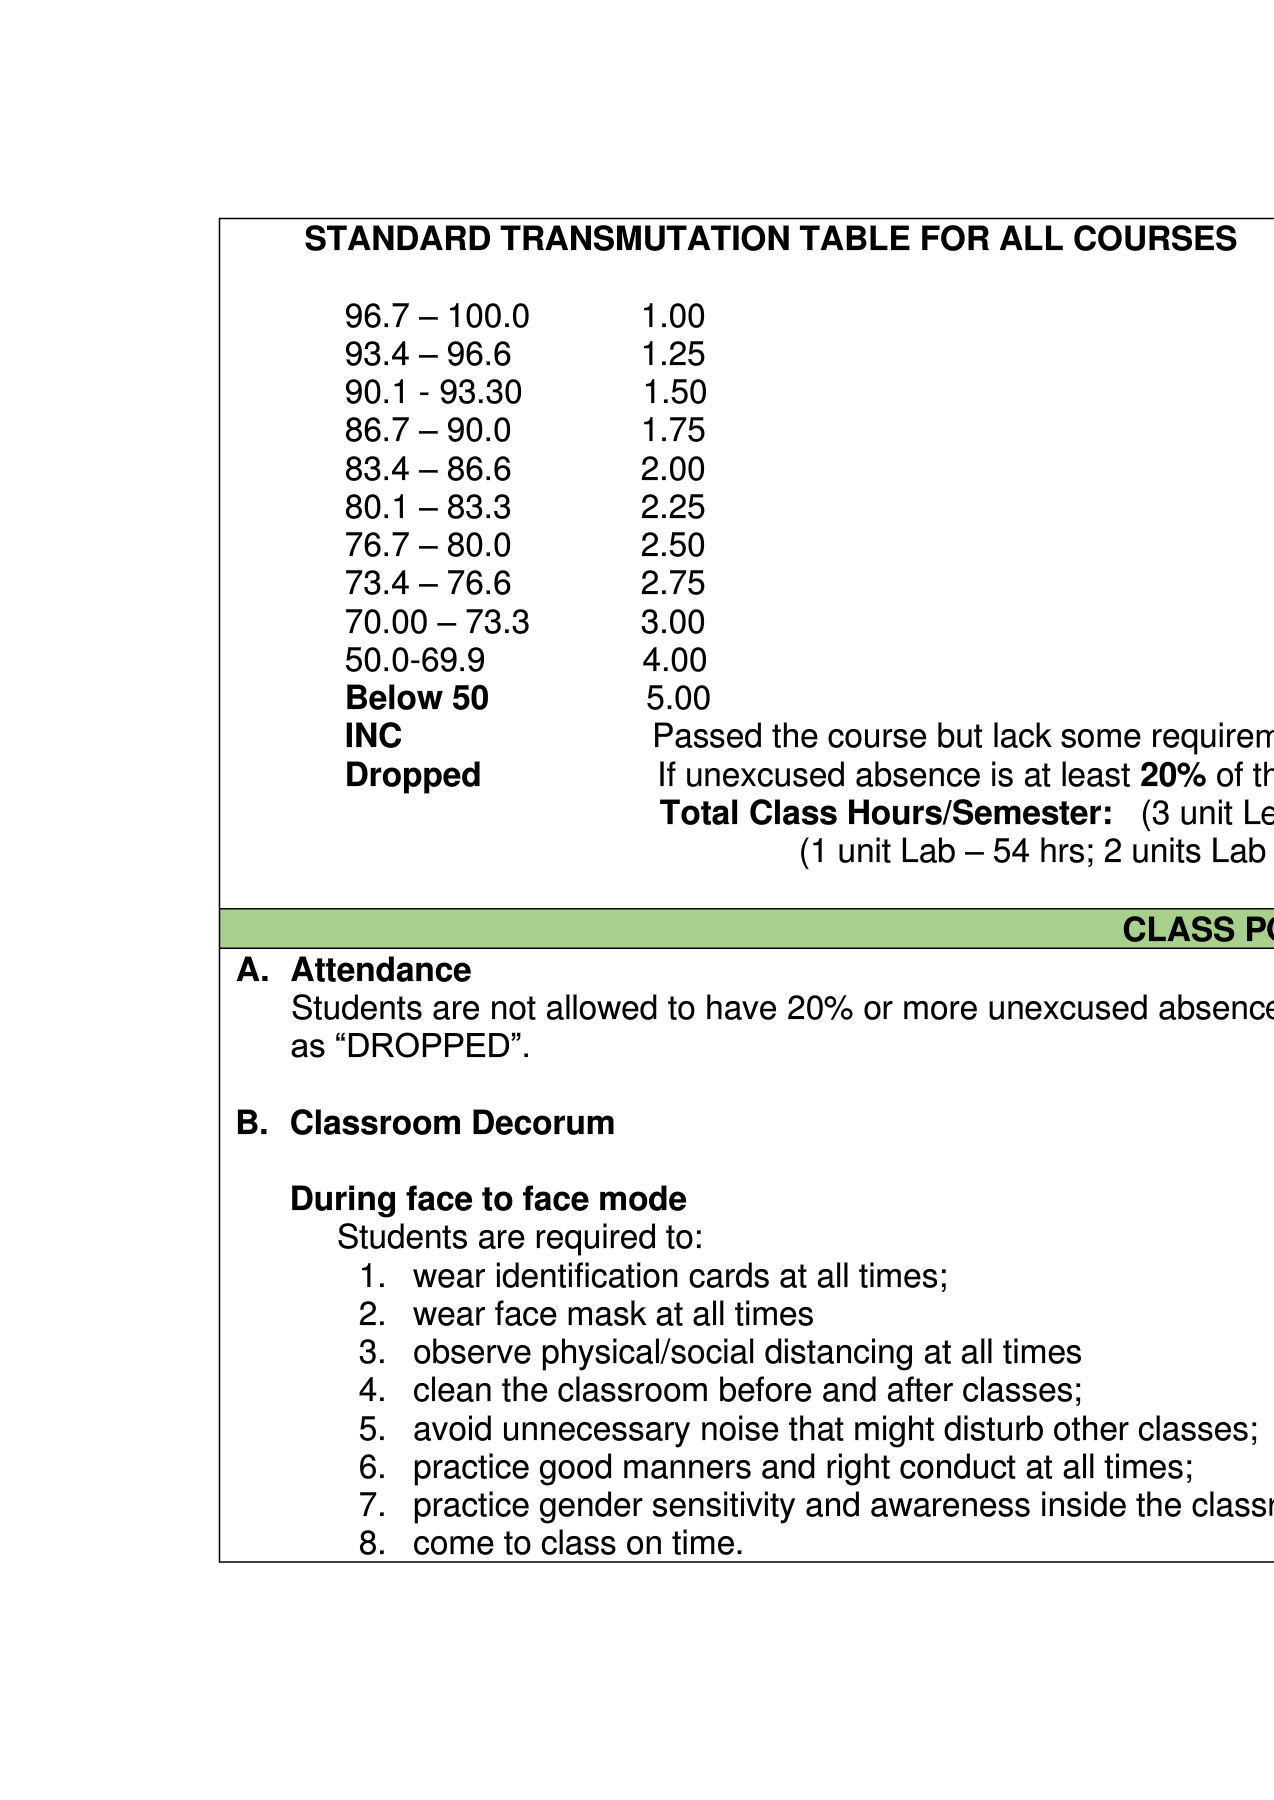 STANDARD TRANSMUTATION TABLE FOR ALL COURSES
96.7 – 100.0 1.00
93.4 – 96.6 1.25
90.1 - 93.30 1.50
86.7 – 90.0 1.75
83.4 – 86.6 2.00
80.1 – 83.3 2.25
76.7 – 80.0 2.50
73.4 – 76.6 2.75
70.00 – 73.3 3.00
50.0-69.9 4.00
Below 50 5.00
INC Passed the course but lack some
Dropped If unexcused absence is at least 20% of
Total Class Hours/Semester: (3 unit
(1 unit Lab – 54 hrs; 2 units Lab
CLASS
A. Attendance
Students are not allowed to have 20% or more unexcused
as “DROPPED”.
B. Classroom Decorum
During face to face mode
Students are required to:
1. wear identification cards at all times;
2. wear face mask at all times
3. observe physical/social distancing at all times
4. clean the classroom before and after classes;
5. avoid unnecessary noise that might disturb other classes;
6. practice good manners and right conduct at all times;
7. practice gender sensitivity and awareness inside the
8. come to class on time.